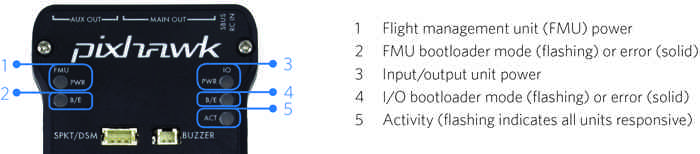 AUX OUT
MAIN OUT
SBUS
RC IN
pixhawk
1
FMU
PWR
2
B/E
IO
PWR
3
B/E
4
ACT
5
SPKT/DSM
BUZZER
1 Flight management unit (FMU) power
2 FMU bootloader mode (flashing) or error (solid)
3 Input/output unit power
4 I/O bootloader mode (flashing) or error (solid)
5 Activity (flashing indicates all units responsive)